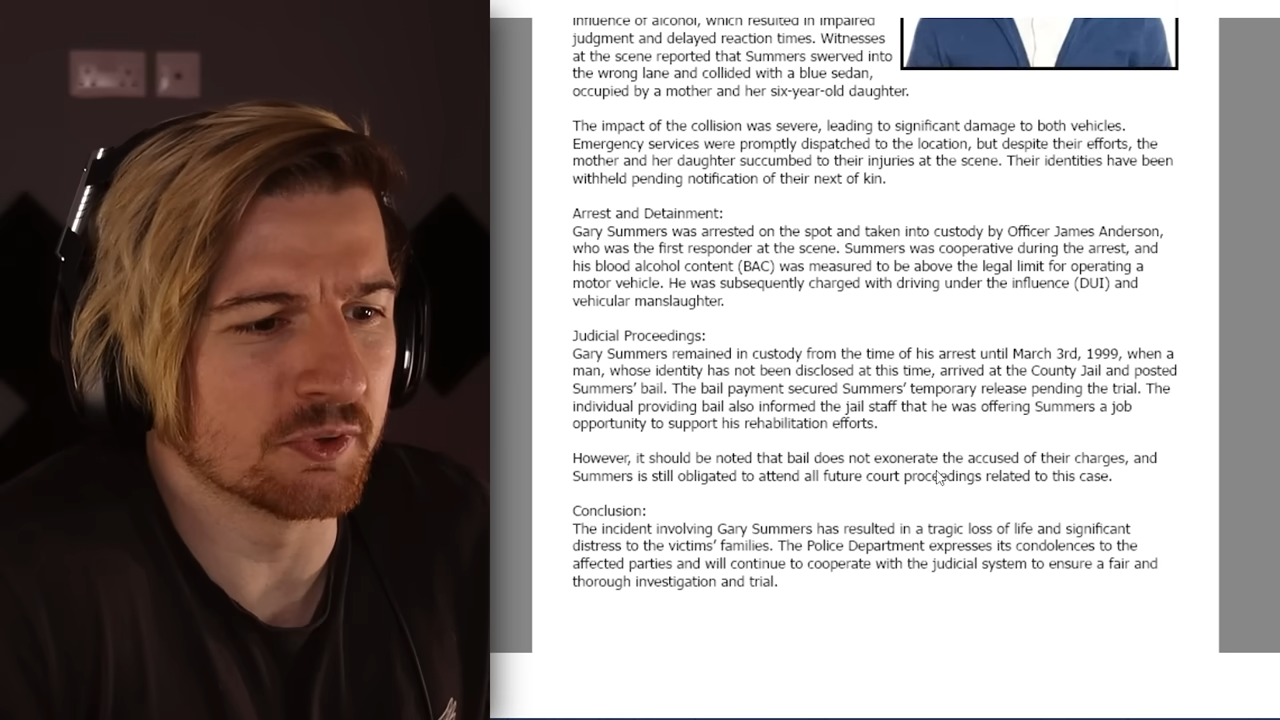 influence of alcohol, which resulted in impaired
judgment and delayed reaction times. Witnesses
at the scene reported that Summers swerved into
the wrong lane and collided with a blue sedan,
occupied by a mother and her six-year-old daughter.
The impact of the collision was severe, leading to significant damage to both vehicles.
Emergency services were promptly dispatched to the location, but despite their efforts, the
mother and her daughter succumbed to their injuries at the scene. Their identities have been
withheld pending notification of their next of kin.
Arrest and Detainment:
Gary Summers was arrested on the spot and taken into custody by Officer James Anderson,
who was the first responder at the scene. Summers was cooperative during the arrest, and
his blood alcohol content (BAC) was measured to be above the legal limit for operating a
motor vehicle. He was subsequently charged with driving under the influence (DUI) and
vehicular manslaughter.
Judicial Proceedings:
Gary Summers remained in custody from the time of his arrest until March 3rd, 1999, when a
man, whose identity has not been disclosed at this time, arrived at the County Jail and posted
Summers' bail. The bail payment secured Summers' temporary release pending the trial. The
individual providing bail also informed the jail staff that he was offering Summers a job
opportunity to support his rehabilitation efforts.
However, it should be noted that bail does not exonerate the accused of their charges, and
Summers is still obligated to attend all future court proceedings related to this case.
Conclusion:
The incident involving Gary Summers has resulted in a tragic loss of life and significant
distress to the victims' families. The Police Department expresses its condolences to the
affected parties and will continue to cooperate with the judicial system to ensure a fair and
thorough investigation and trial.